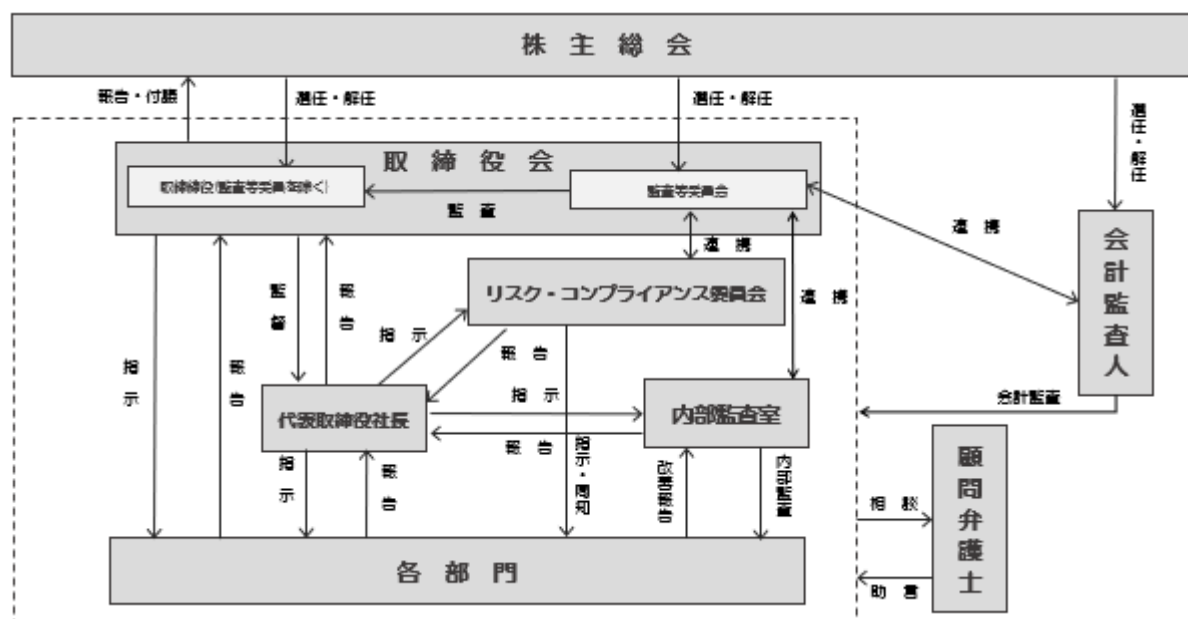 株主総会
報告・付議
選任・解任
選任・解任
選任・解任
取締役会
取締締役(監査等委員を除く)
監査等委員会
監査
連携
連携
連携
会計監査人
リスク・コンプライアンス委員会
監督
報告
指示
報告
指示
報告
代表取締役社長
指示
報告
内部監査室
会計監査
指示
報告
指示・周知
改善報告
内部監査
顧問弁護士
相談
助言
各部門